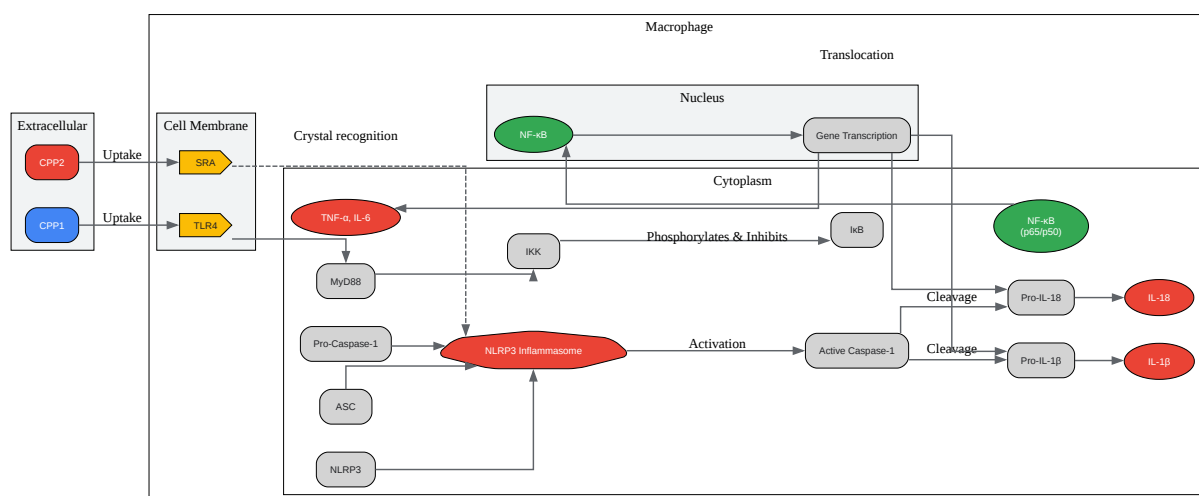 Macrophage
Translocation
Nucleus
NF-κB
Gene Transcription
Extracellular
Cell Membrane
Crystal recognition
CPP2
Uptake
SRA
Cytoplasm
CPP1
Uptake
TLR4
TNF-α, IL-6
NF-κB
(p65/p50)
IKK
Phosphorylates & Inhibits
IκB
MyD88
Cleavage
Pro-IL-18
IL-18
Pro-Caspase-1
NLRP3 Inflammasome
Activation
Active Caspase-1
Cleavage
Pro-IL-1β
IL-1β
ASC
NLRP3